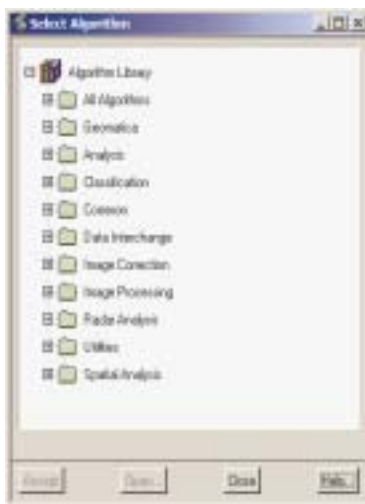 Select Algorithm
Algorithm Library
All Algorithms
Geomatica
Analysis
Classification
Common
Data Interchange
Image Correction
Image Processing
Radar Analysis
Utilities
Spatial Analysis
Accept Open... Close Help...